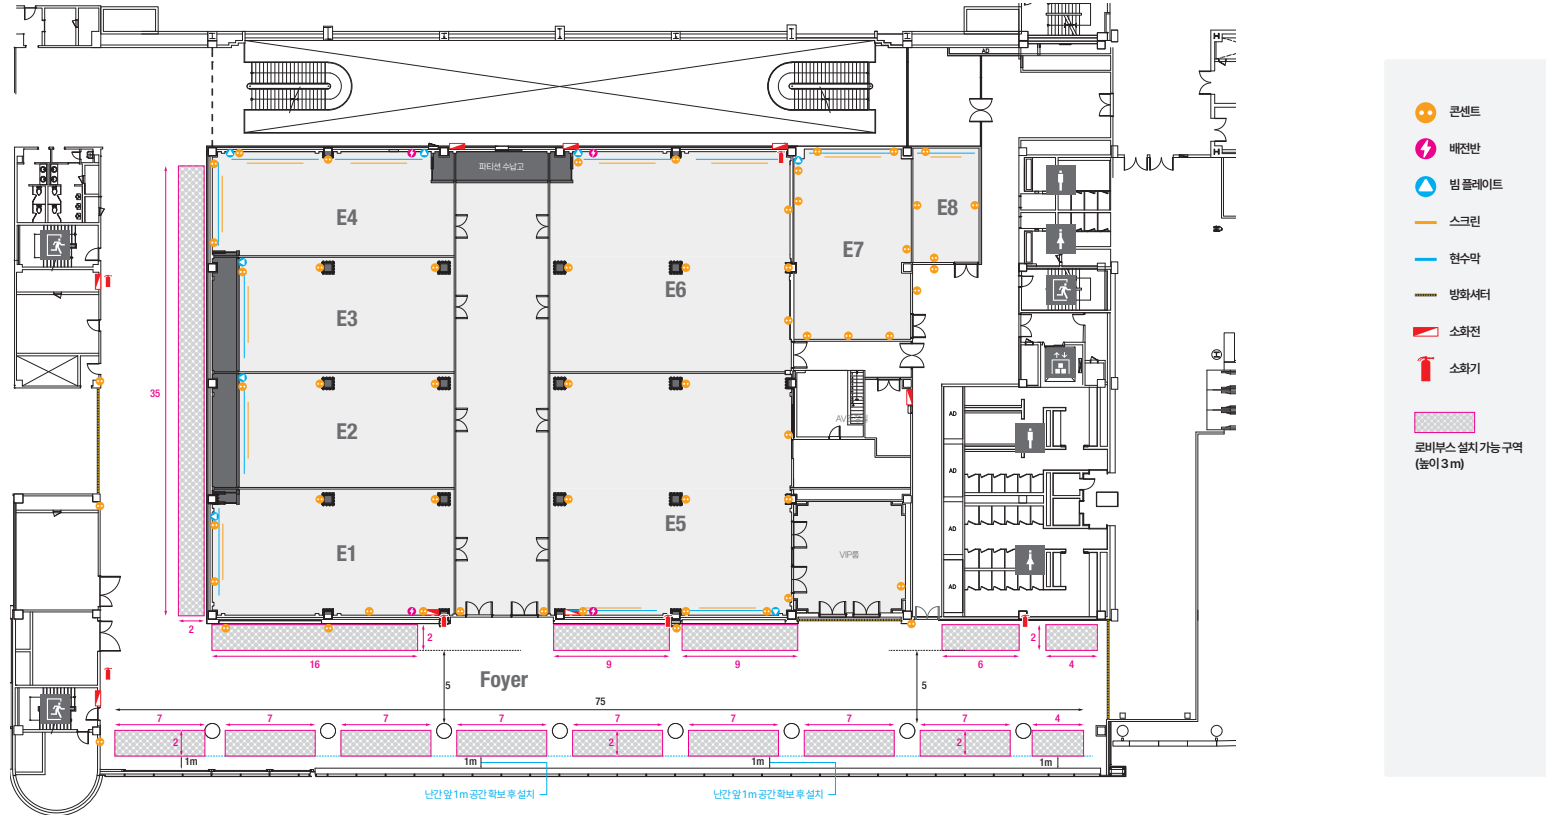 AD
콘센트
배전반
빔 플레이트
스크린
현수막
방화셔터
소화전
소화기
로비부스 설치 가능 구역
(높이 3 m)
파티션 수납고
E4
E8
E7
E6
E3
35
E2
AD
AD
E5
E1
VIP룸
AD
AD
2
2
2
16
9
9
6
4
Foyer
5
5
75
7
7
7
7
7
7
7
7
4
2
2
2
1m
1m
1m
1m
난간 앞 1 m 공간 확보 후 설치
난간 앞 1 m 공간 확보 후 설치